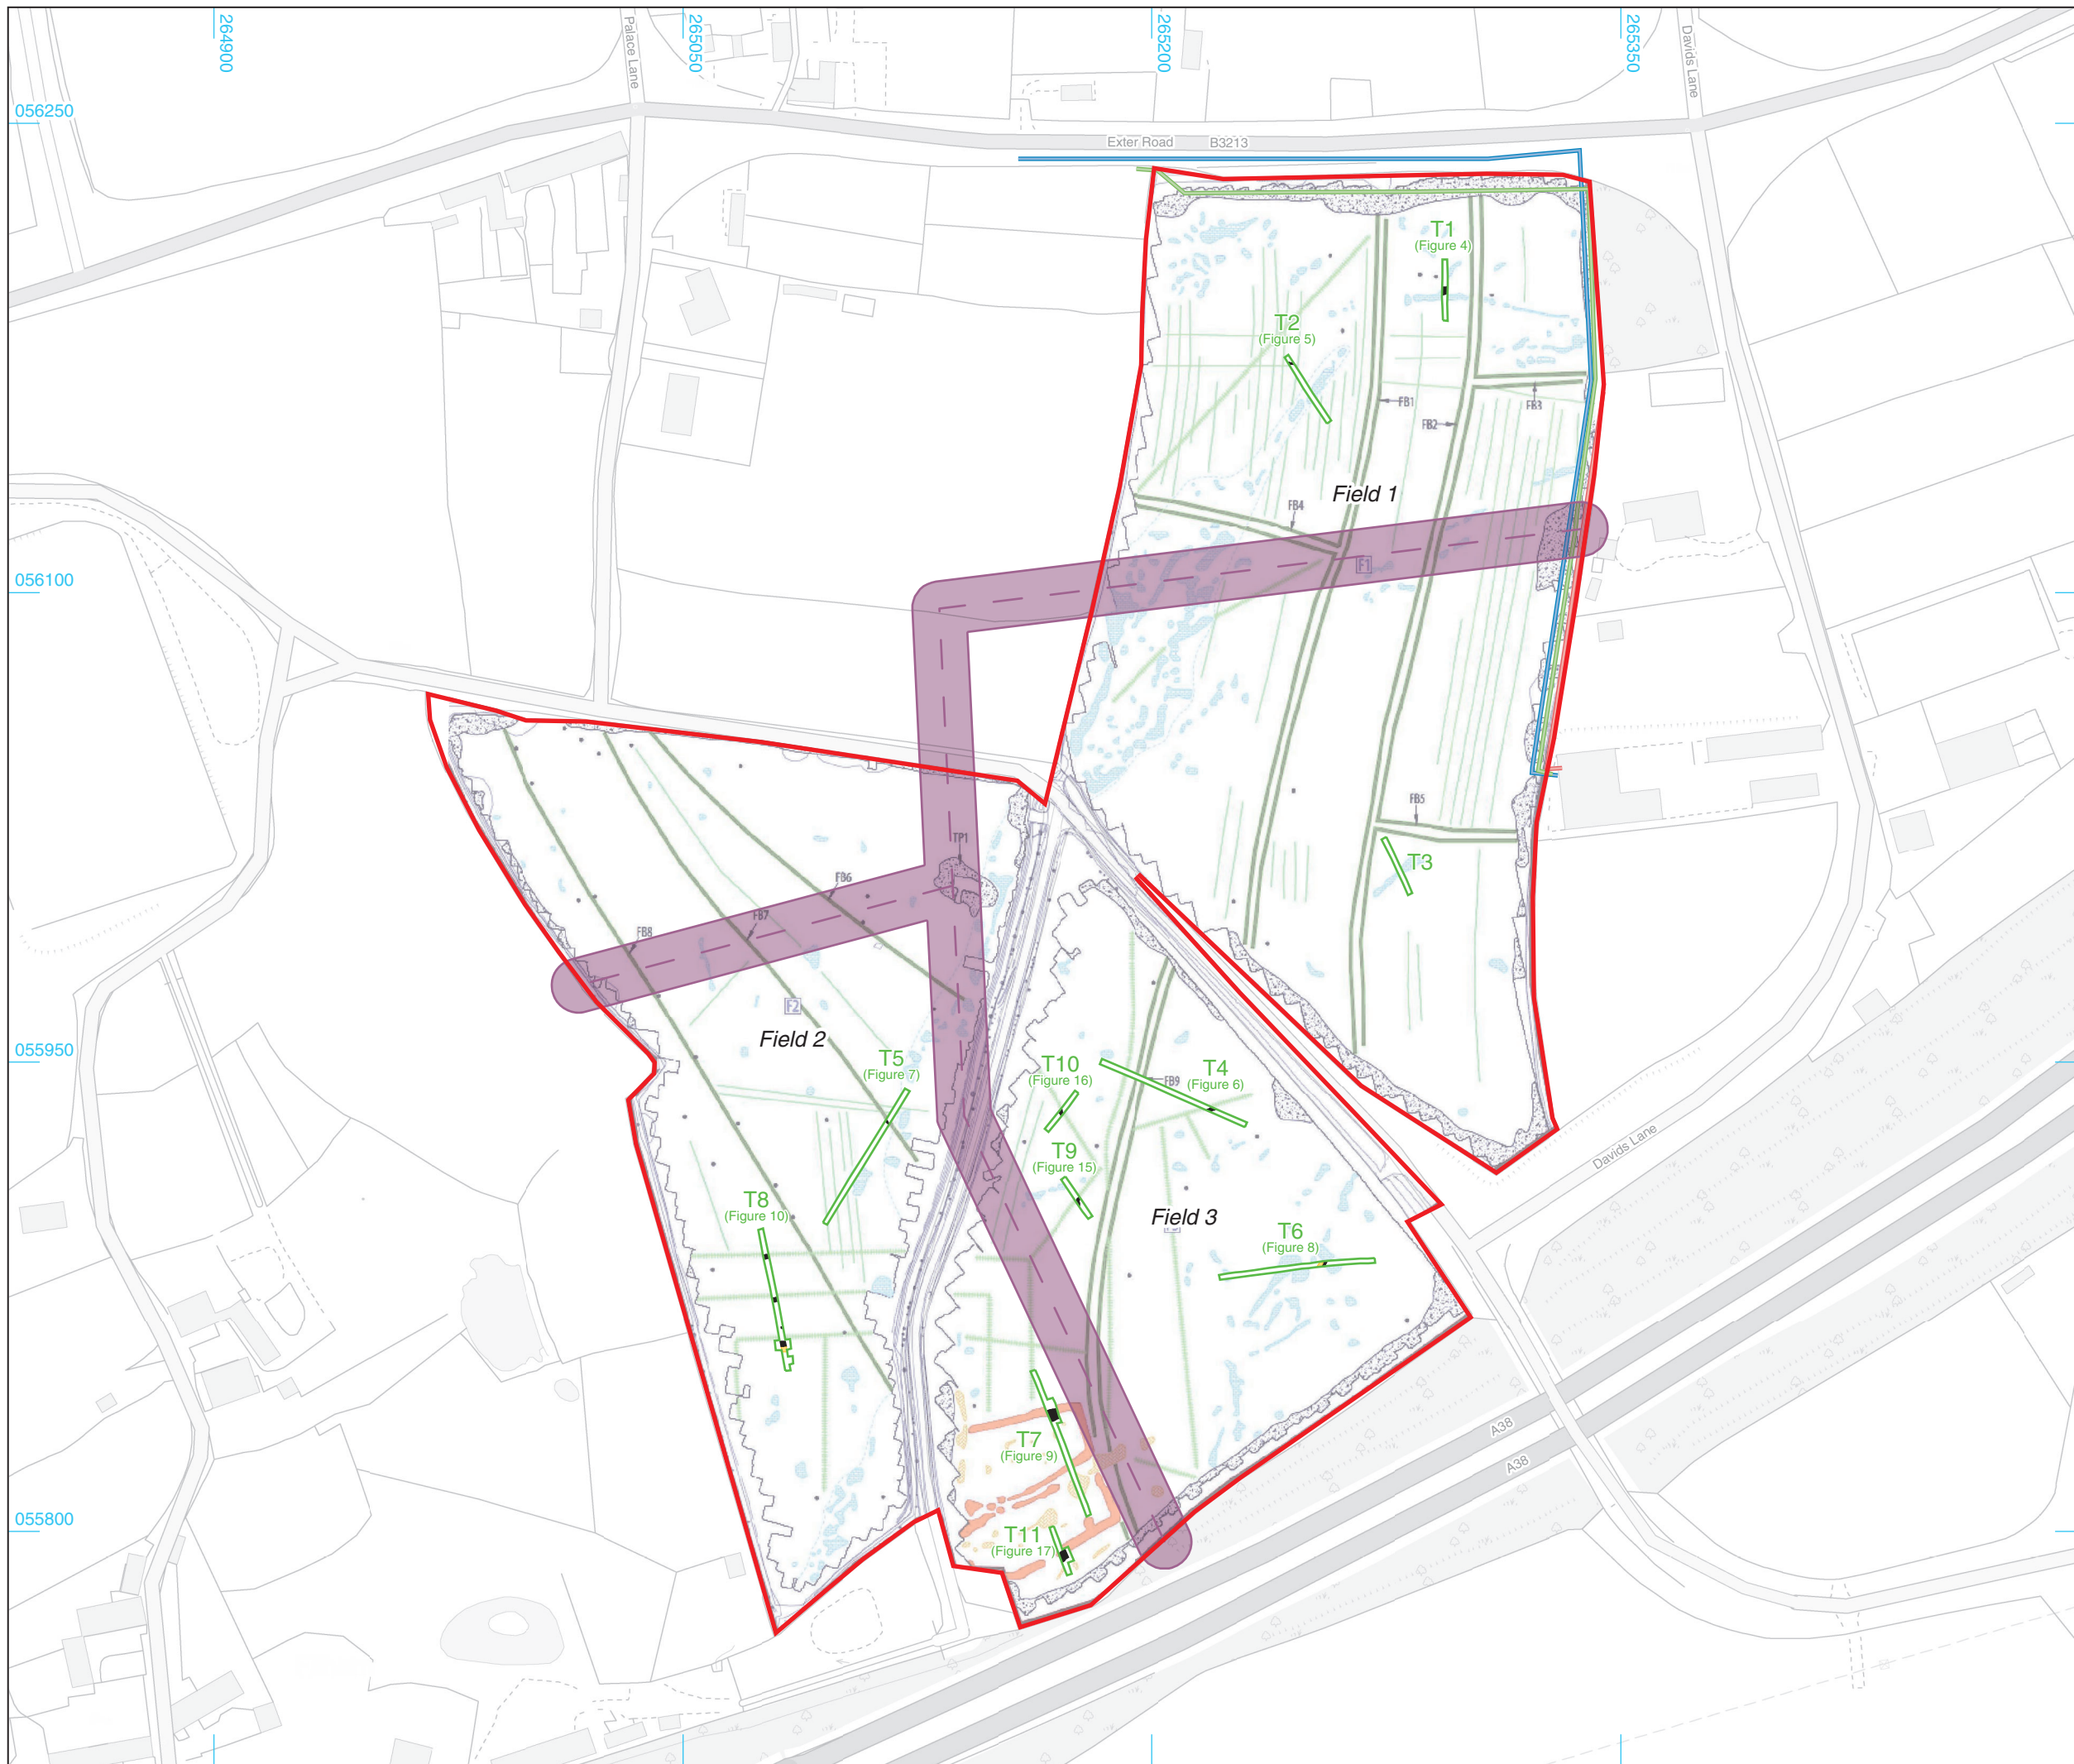 264900
265050
265200
265350
Palace Lane
Davids Lane
056250
Exter Road B3213
T1
(Figure 4)
T2
(Figure 5)
FB1
FB3
FB2
Field 1
FB4
F1
056100
FB5
TP1
T3
FB6
FB7
FB8
F2
Field 2
055950
T5
(Figure 7)
T10
(Figure 16)
T4
(Figure 6)
FB9
T9
(Figure 15)
Davids Lane
T8
(Figure 10)
Field 3
T6
(Figure 8)
T7
(Figure 9)
A38
A38
055800
T11
(Figure 17)